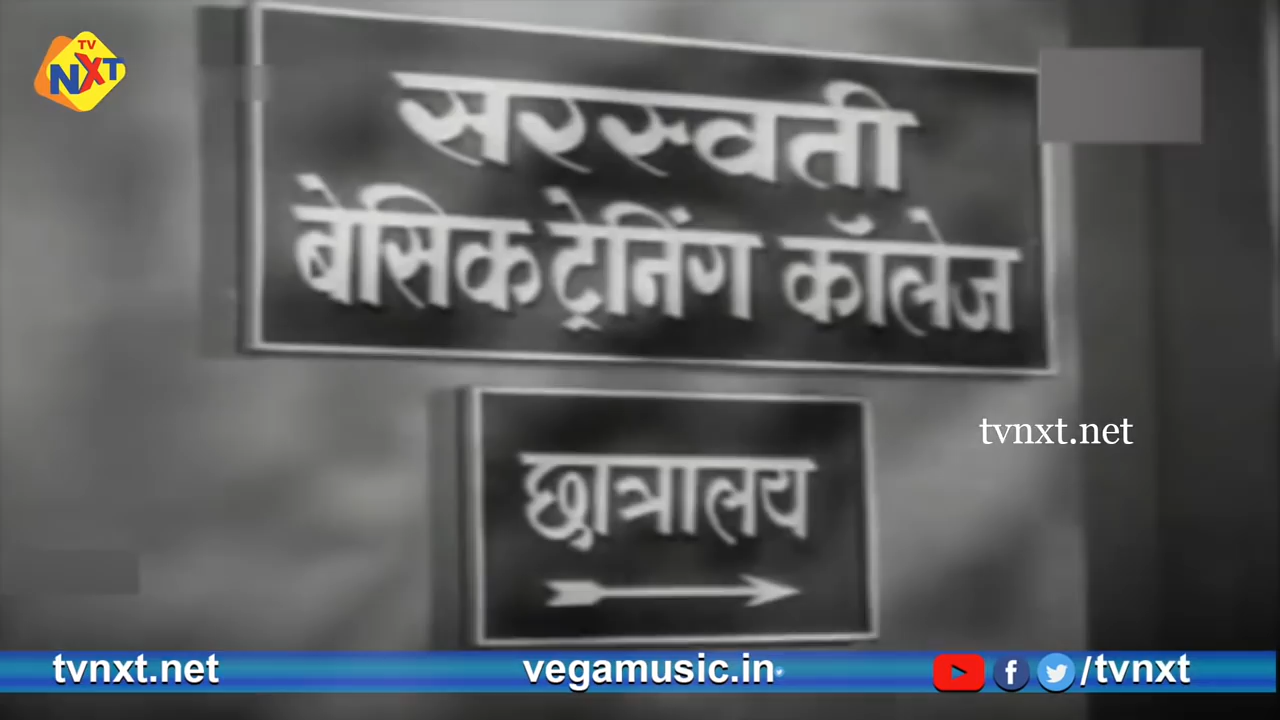 TV
NXT
सरस्वती
बेसिक ट्रेनिंग कॉलेज
tvnxt.net
छात्रालय
tvnxt.net
vegamusic.in
/tvnxt